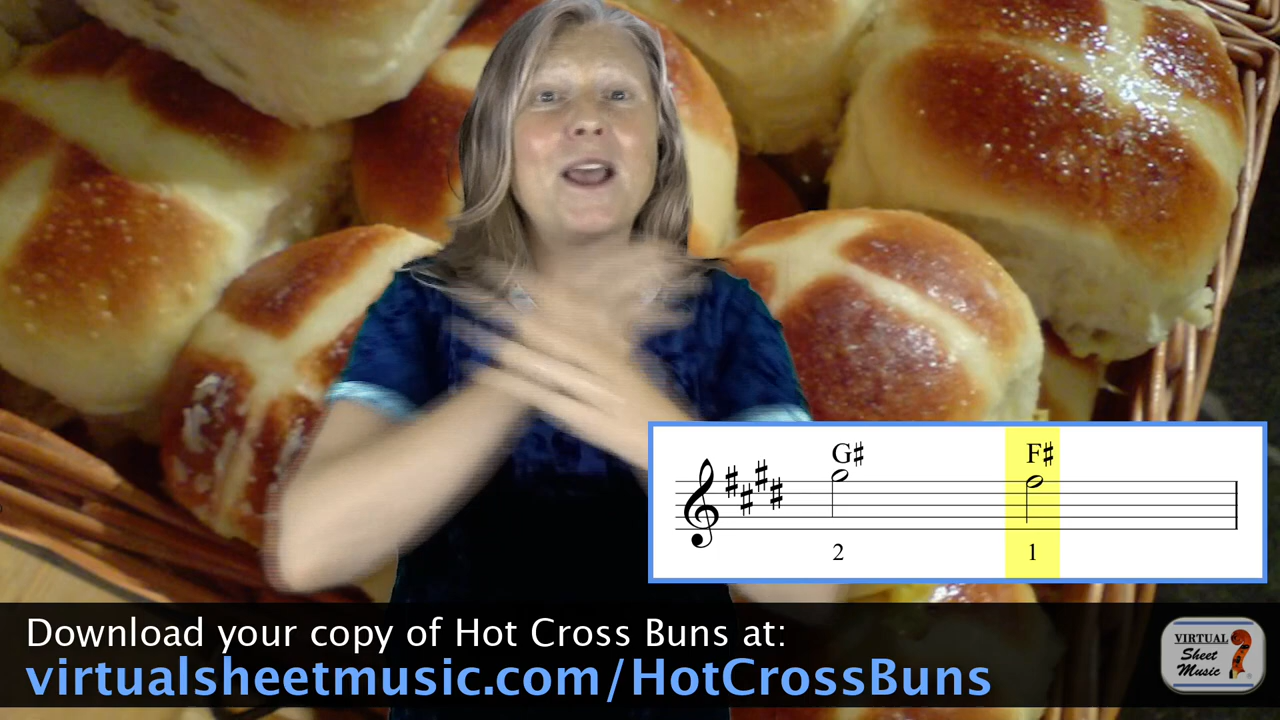 G♯ F♯
2 1
Download your copy of Hot Cross Buns at:
virtualsheetmusic.com/HotCrossBuns
VIRTUAL
Sheet
Music